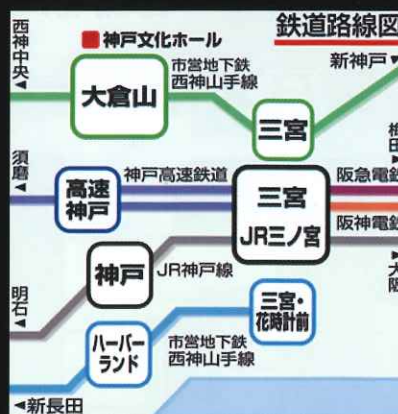 鉄道路線図
西神中央
神戸文化ホール
市営地下鉄
西神山手線
新神戸
大倉山
三宮
梅田
須磨
神戸高速鉄道
阪急電鉄
高速
神戸
三宮
JR三ノ宮
阪神電鉄
神戸
JR神戸線
大阪
明石
三宮・
花時計前
ハーバー
ランド
市営地下鉄
西神山手線
新長田